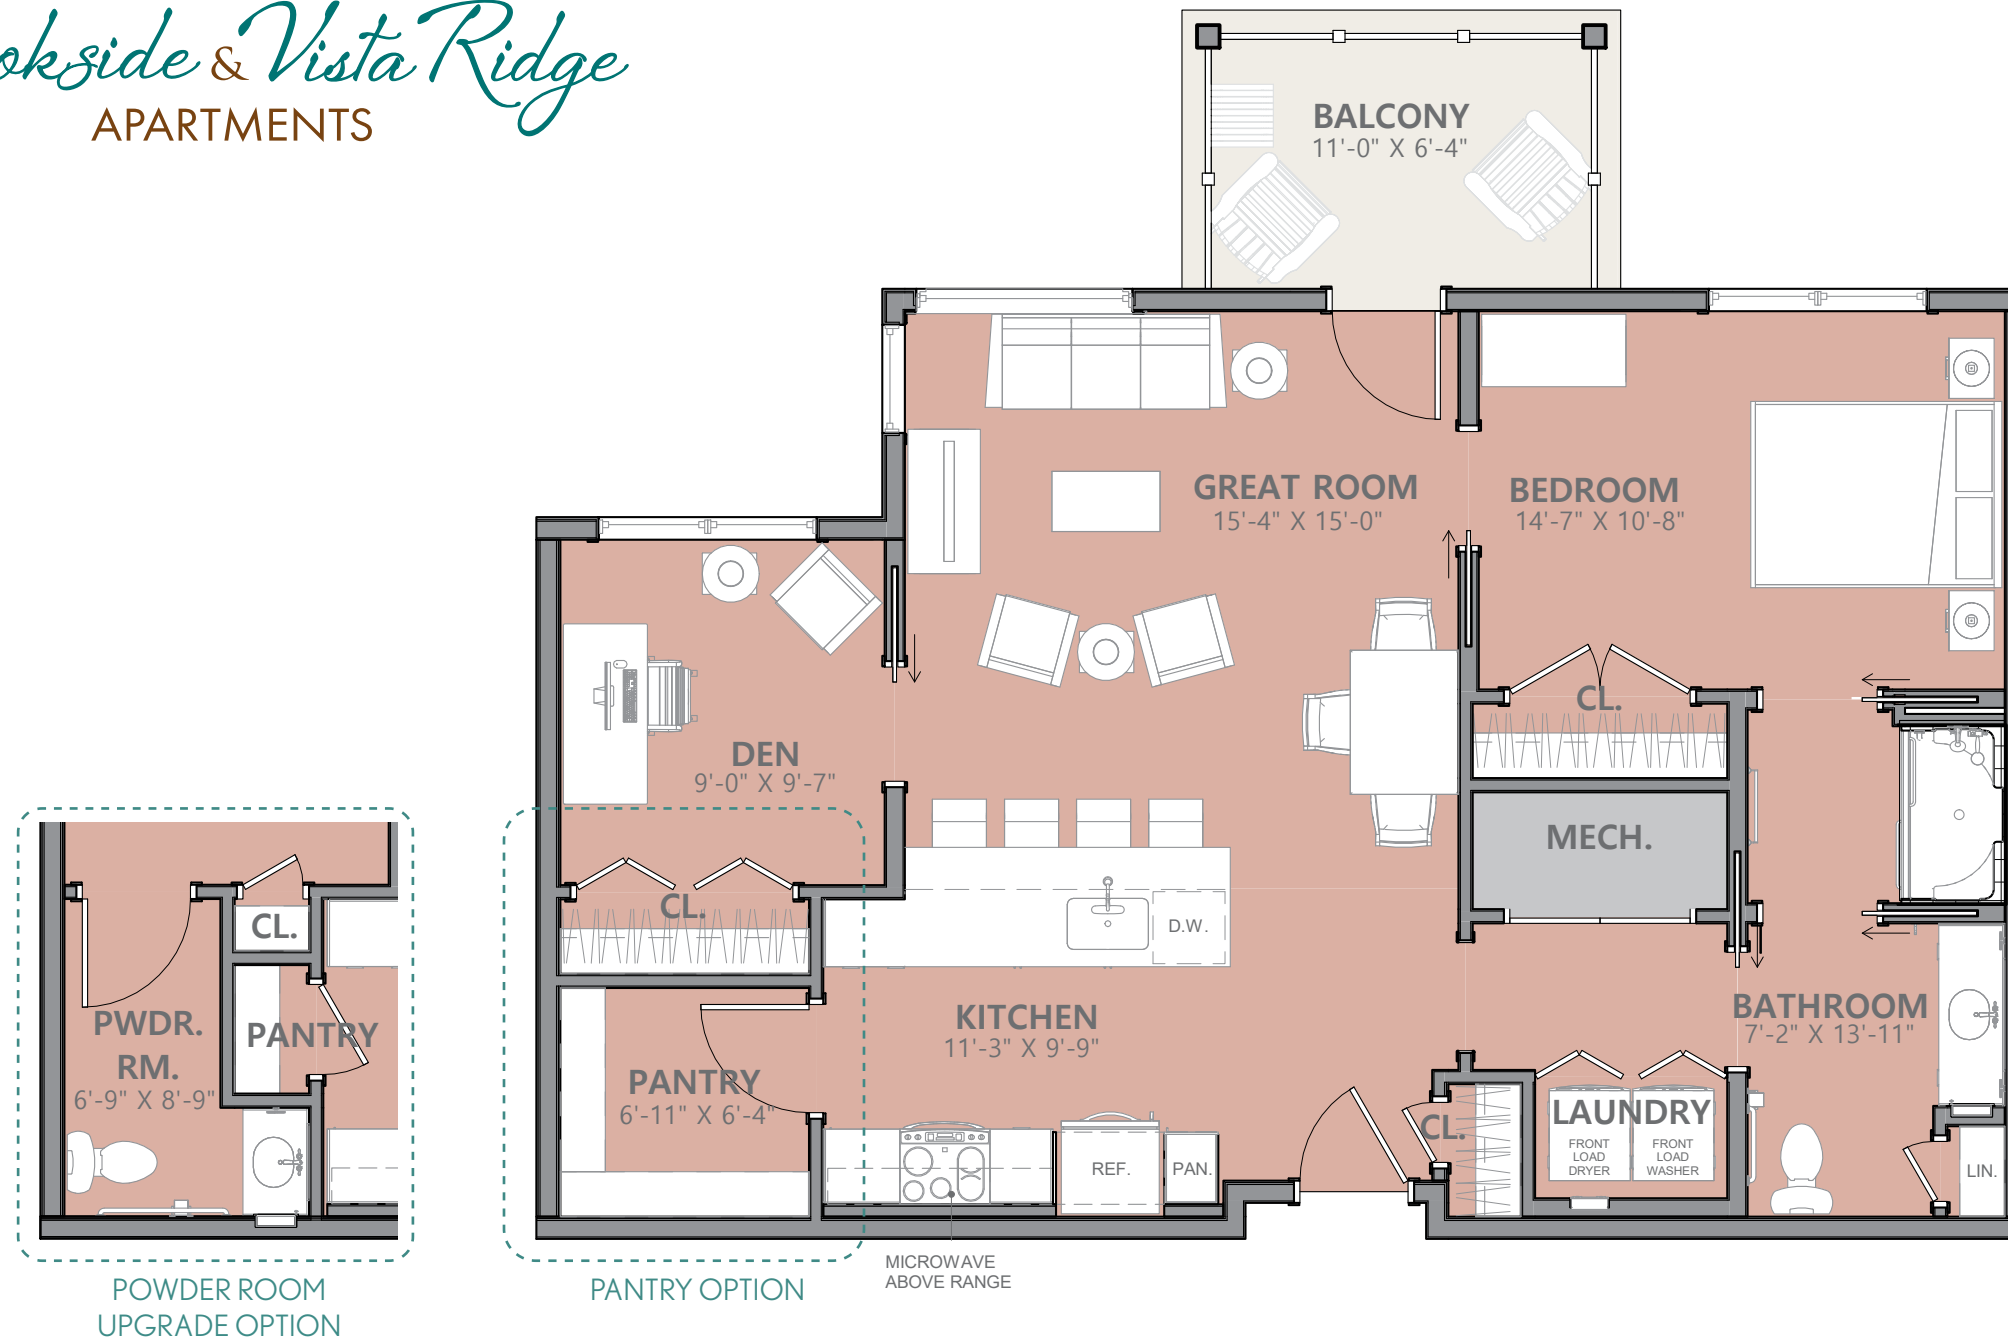 okside & Vista Ridge
APARTMENTS
BALCONY
11'-0" X 6'-4"
GREAT ROOM
15'-4" X 15'-0"
BEDROOM
14'-7" X 10'-8"
CL.
DEN
9'-0" X 9'-7"
MECH.
CL.
D.W.
CL.
PWDR.
RM.
6'-9" X 8'-9"
PANTRY
KITCHEN
11'-3" X 9'-9"
BATHROOM
7'-2" X 13'-11"
PANTRY
6'-11" X 6'-4"
CL.
LAUNDRY
FRONT
LOAD
DRYER
FRONT
LOAD
WASHER
REF.
PAN.
LIN.
MICROWAVE
ABOVE RANGE
POWDER ROOM
UPGRADE OPTION
PANTRY OPTION